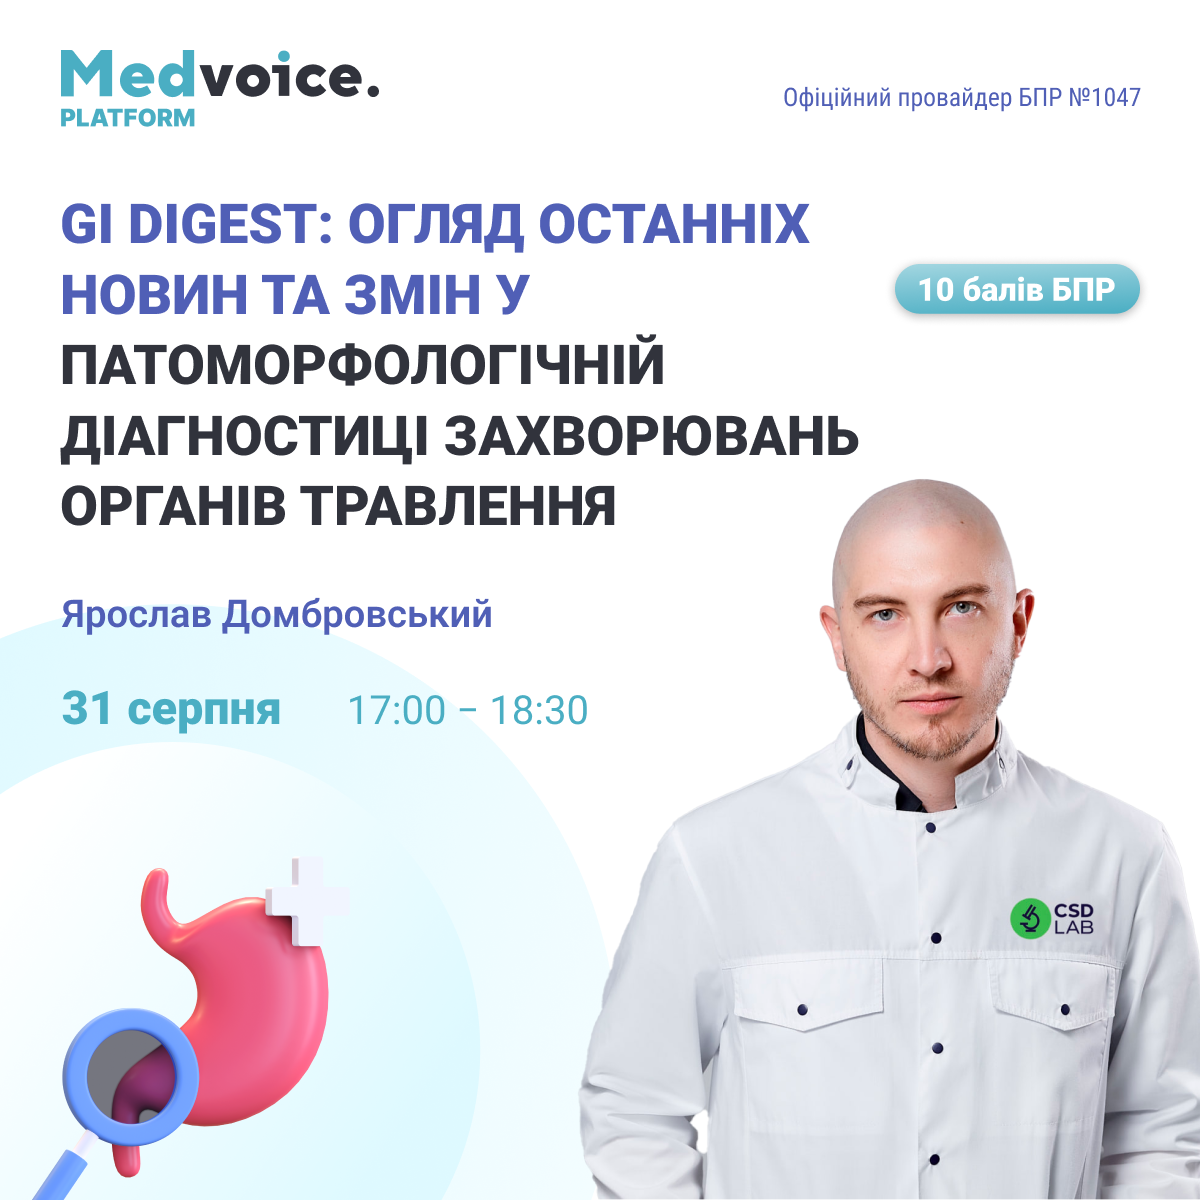 Medvoice.
PLATFORM
Офіційний провайдер БПР №1047
GI DIGEST: ОГЛЯД ОСТАННІХ
НОВИН ТА ЗМІН У
ПАТОМОРФОЛОГІЧНІЙ
ДІАГНОСТИЦІ ЗАХВОРЮВАНЬ
ОРГАНІВ ТРАВЛЕННЯ
10 балів БПР
Ярослав Домбровський
31 серпня
17:00 – 18:30
CSD
LAB